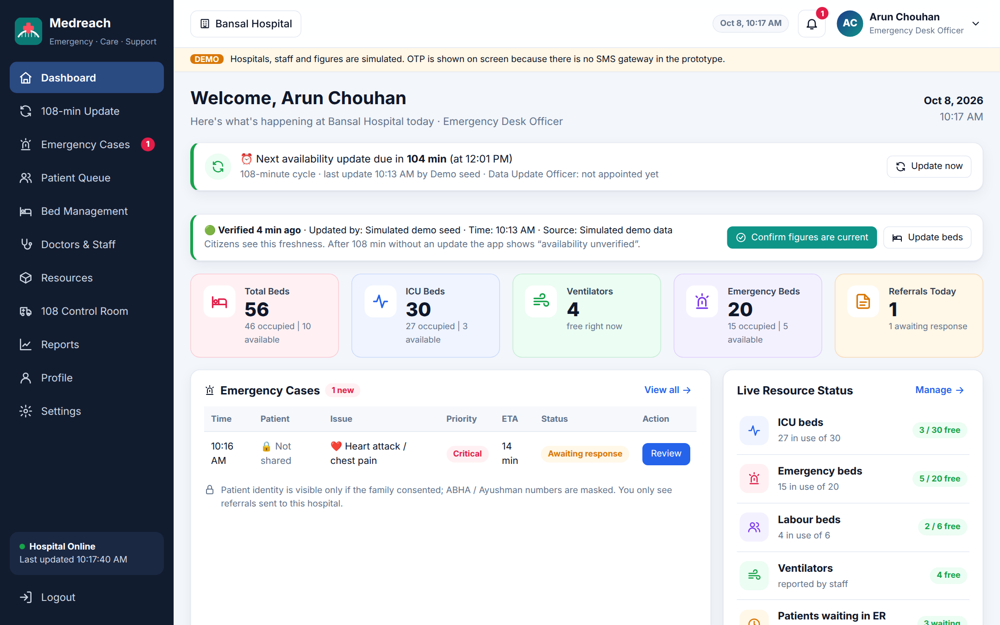 Medreach
Emergency · Care · Support
Dashboard
108-min Update
Emergency Cases 1
Patient Queue
Bed Management
Doctors & Staff
Resources
108 Control Room
Reports
Profile
Settings
Hospital Online
Last updated 10:17:40 AM
Logout
Bansal Hospital
Oct 8, 10:17 AM
1
AC
Arun Chouhan
Emergency Desk Officer
DEMO Hospitals, staff and figures are simulated. OTP is shown on screen because there is no SMS gateway in the prototype.
Welcome, Arun Chouhan
Here's what's happening at Bansal Hospital today · Emergency Desk Officer
Oct 8, 2026
10:17 AM
⏰ Next availability update due in 104 min (at 12:01 PM)
108-minute cycle · last update 10:13 AM by Demo seed · Data Update Officer: not appointed yet
Update now
🟢 Verified 4 min ago · Updated by: Simulated demo seed · Time: 10:13 AM · Source: Simulated demo data
Citizens see this freshness. After 108 min without an update the app shows “availability unverified”.
Confirm figures are current
Update beds
Total Beds
56
46 occupied | 10
available
ICU Beds
30
27 occupied | 3
available
Ventilators
4
free right now
Emergency Beds
20
15 occupied | 5
available
Referrals Today
1
1 awaiting response
Emergency Cases 1 new View all →
Time Patient Issue Priority ETA Status Action
10:16 🔒 Not ❤️ Heart attack / Critical 14 Awaiting response Review
AM shared chest pain min
Patient identity is visible only if the family consented; ABHA / Ayushman numbers are masked. You only see
referrals sent to this hospital.
Live Resource Status Manage →
ICU beds
27 in use of 30
3 / 30 free
Emergency beds
15 in use of 20
5 / 20 free
Labour beds
4 in use of 6
2 / 6 free
Ventilators
reported by staff
4 free
Patients waiting in ER
3 waiting